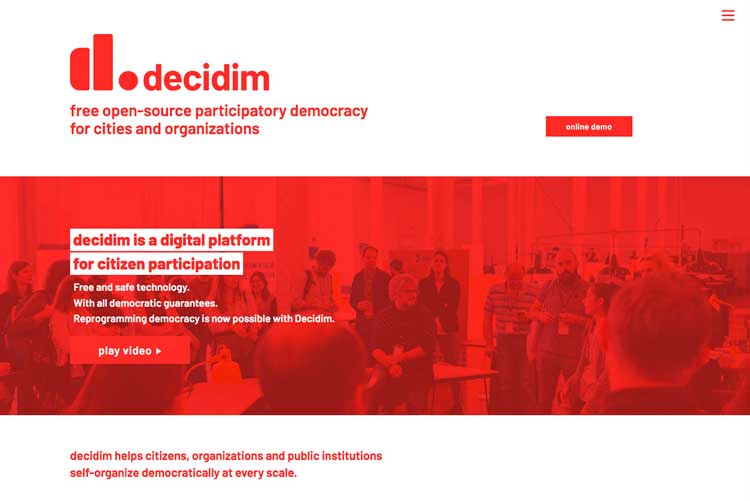 decidim
free open-source participatory democracy
for cities and organizations
online demo
decidim is a digital platform
for citizen participation
Free and safe technology.
With all democratic guarantees.
Reprogramming democracy is now possible with Decidim.
play video
decidim helps citizens, organizations and public institutions
self-organize democratically at every scale.